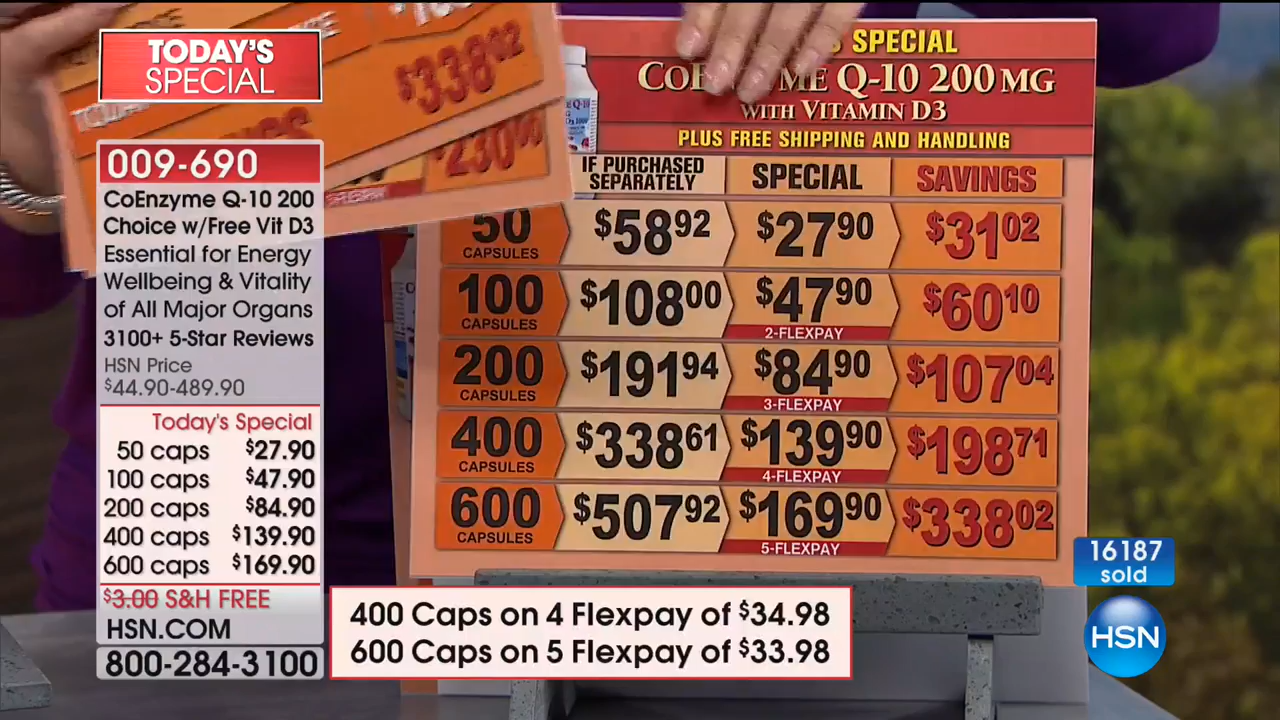 TODAY'S
SPECIAL
009-690
CoEnzyme Q-10 200
Choice w/Free Vit D3
Essential for Energy
Wellbeing & Vitality
of All Major Organs
3100+ 5-Star Reviews
HSN Price
$44.90-489.90
Today's Special
50 caps $27.90
100 caps $47.90
200 caps $84.90
400 caps $139.90
600 caps $169.90
$3.00 S&H FREE
HSN.COM
800-284-3100
$338.02
$230
SPECIAL
COENZYME Q-10 200 MG
WITH VITAMIN D3
PLUS FREE SHIPPING AND HANDLING
IF PURCHASED
SEPARATELY SPECIAL SAVINGS
50 CAPSULES $58.92 $27.90 $31.02
100 CAPSULES $108.00 $47.90 $60.10
2-FLEXPAY
200 CAPSULES $191.94 $84.90 $107.04
3-FLEXPAY
400 CAPSULES $338.61 $139.90 $198.71
4-FLEXPAY
600 CAPSULES $507.92 $169.90 $338.02
5-FLEXPAY
400 Caps on 4 Flexpay of $34.98
600 Caps on 5 Flexpay of $33.98
16187
sold
HSN